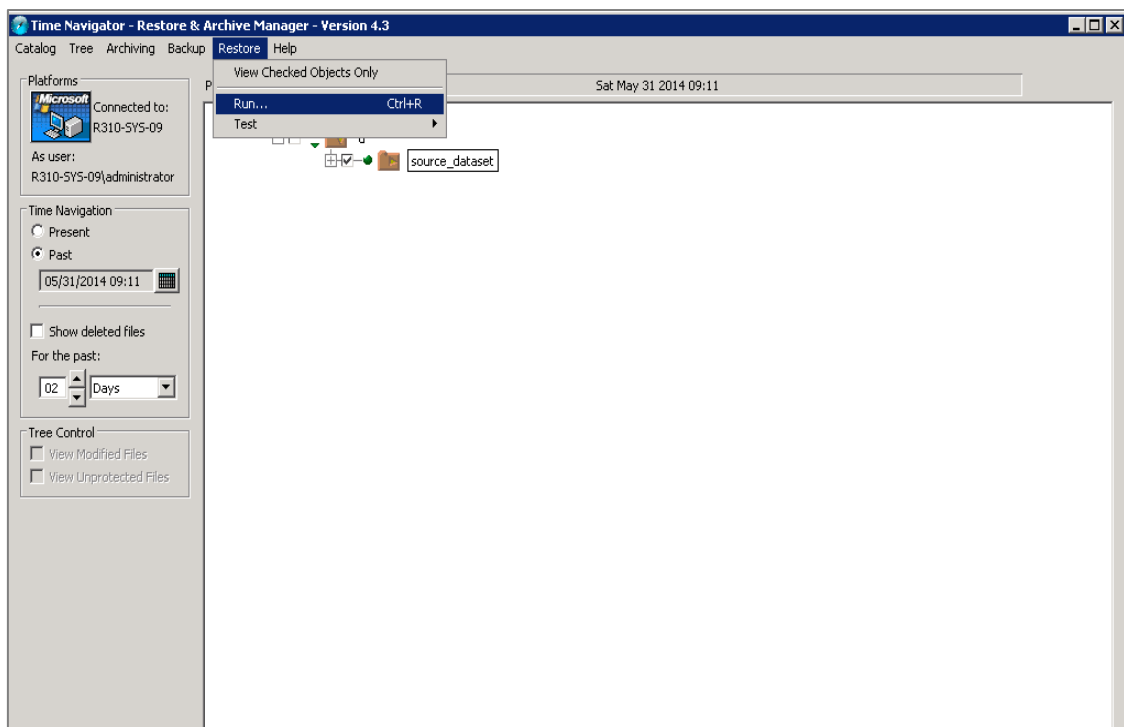 Time Navigator - Restore & Archive Manager - Version 4.3
Catalog Tree Archiving Backup Restore Help
View Checked Objects Only
Run... Ctrl+R
Test
Platforms
Microsoft
Connected to:
R310-SYS-09
As user:
R310-SYS-09\administrator
Sat May 31 2014 09:11
source_dataset
Time Navigation
Present
Past
05/31/2014 09:11
Show deleted files
For the past:
02 Days
Tree Control
View Modified Files
View Unprotected Files